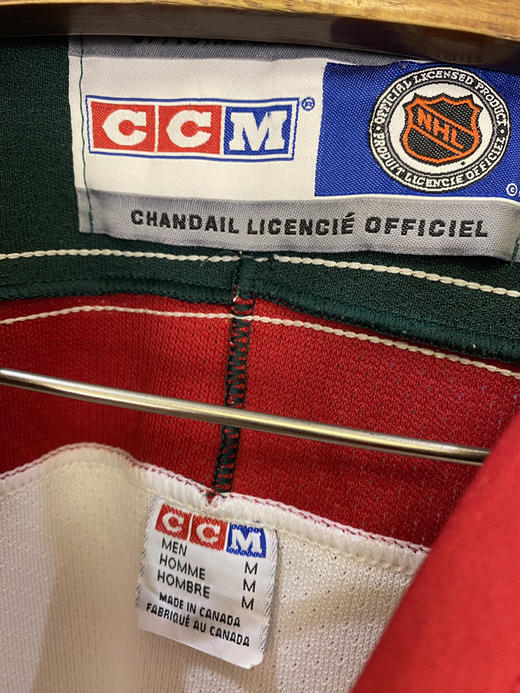 CCM®
OFFICIAL LICENSED PRODUCT
NHL
PRODUIT LICENCIÉ OFFICIEL
©
CHANDAIL LICENCIÉ OFFICIEL
CCM
MEN M
HOMME M
HOMBRE M
MADE IN CANADA
FABRIQUÉ AU CANADA